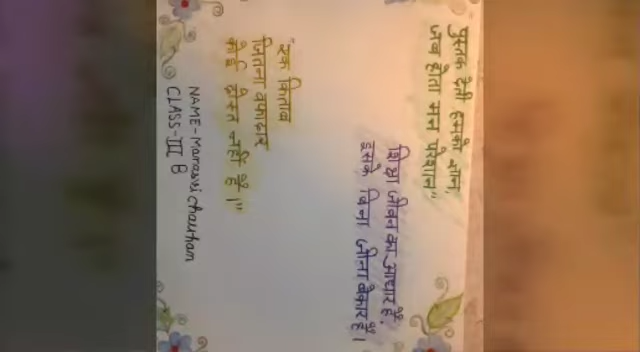 पुस्तक देती हमको ज्ञान,
जब होता मन परेशान"
शिक्षा जीवन का आधार है,
इसके बिना जीना बेकार है।
"एक किताब
जितना वफादार
कोई दोस्त नहीं है।"
NAME-Manasvi chauhan
CLASS-III B